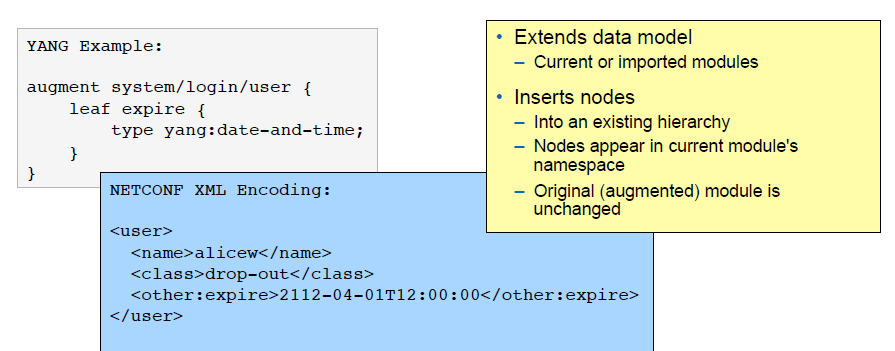 YANG Example:
augment system/login/user {
    leaf expire {
        type yang:date-and-time;
    }
}
• Extends data model
– Current or imported modules
• Inserts nodes
– Into an existing hierarchy
– Nodes appear in current module's
namespace
– Original (augmented) module is
unchanged
NETCONF XML Encoding:
<user>
  <name>alicew</name>
  <class>drop-out</class>
  <other:expire>2112-04-01T12:00:00</other:expire>
</user>